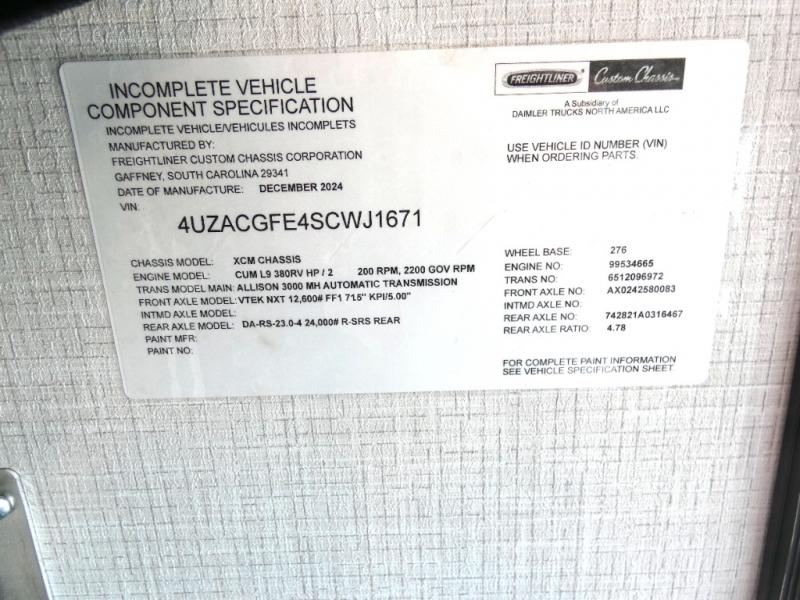 INCOMPLETE VEHICLE
COMPONENT SPECIFICATION
INCOMPLETE VEHICLE/VEHICULES INCOMPLETS
MANUFACTURED BY:
FREIGHTLINER CUSTOM CHASSIS CORPORATION
GAFFNEY, SOUTH CAROLINA 29341
DATE OF MANUFACTURE: DECEMBER 2024
VIN:
4UZACGFE4SCWJ1671
FREIGHTLINER Custom Chassis
A Subsidiary of
DAIMLER TRUCKS NORTH AMERICA LLC
USE VEHICLE ID NUMBER (VIN)
WHEN ORDERING PARTS.
CHASSIS MODEL: XCM CHASSIS
ENGINE MODEL: CUM L9 380RV HP / 2 200 RPM, 2200 GOV RPM
TRANS MODEL MAIN: ALLISON 3000 MH AUTOMATIC TRANSMISSION
FRONT AXLE MODEL: VTEK NXT 12,600# FF1 71.5" KPI/5.00"
INTMD AXLE MODEL:
REAR AXLE MODEL: DA-RS-23.0-4 24,000# R-SRS REAR
PAINT MFR:
PAINT NO:
WHEEL BASE: 276
ENGINE NO: 99534665
TRANS NO: 6512096972
FRONT AXLE NO: AX0242580083
INTMD AXLE NO:
REAR AXLE NO: 742821A0316467
REAR AXLE RATIO: 4.78
FOR COMPLETE PAINT INFORMATION
SEE VEHICLE SPECIFICATION SHEET.